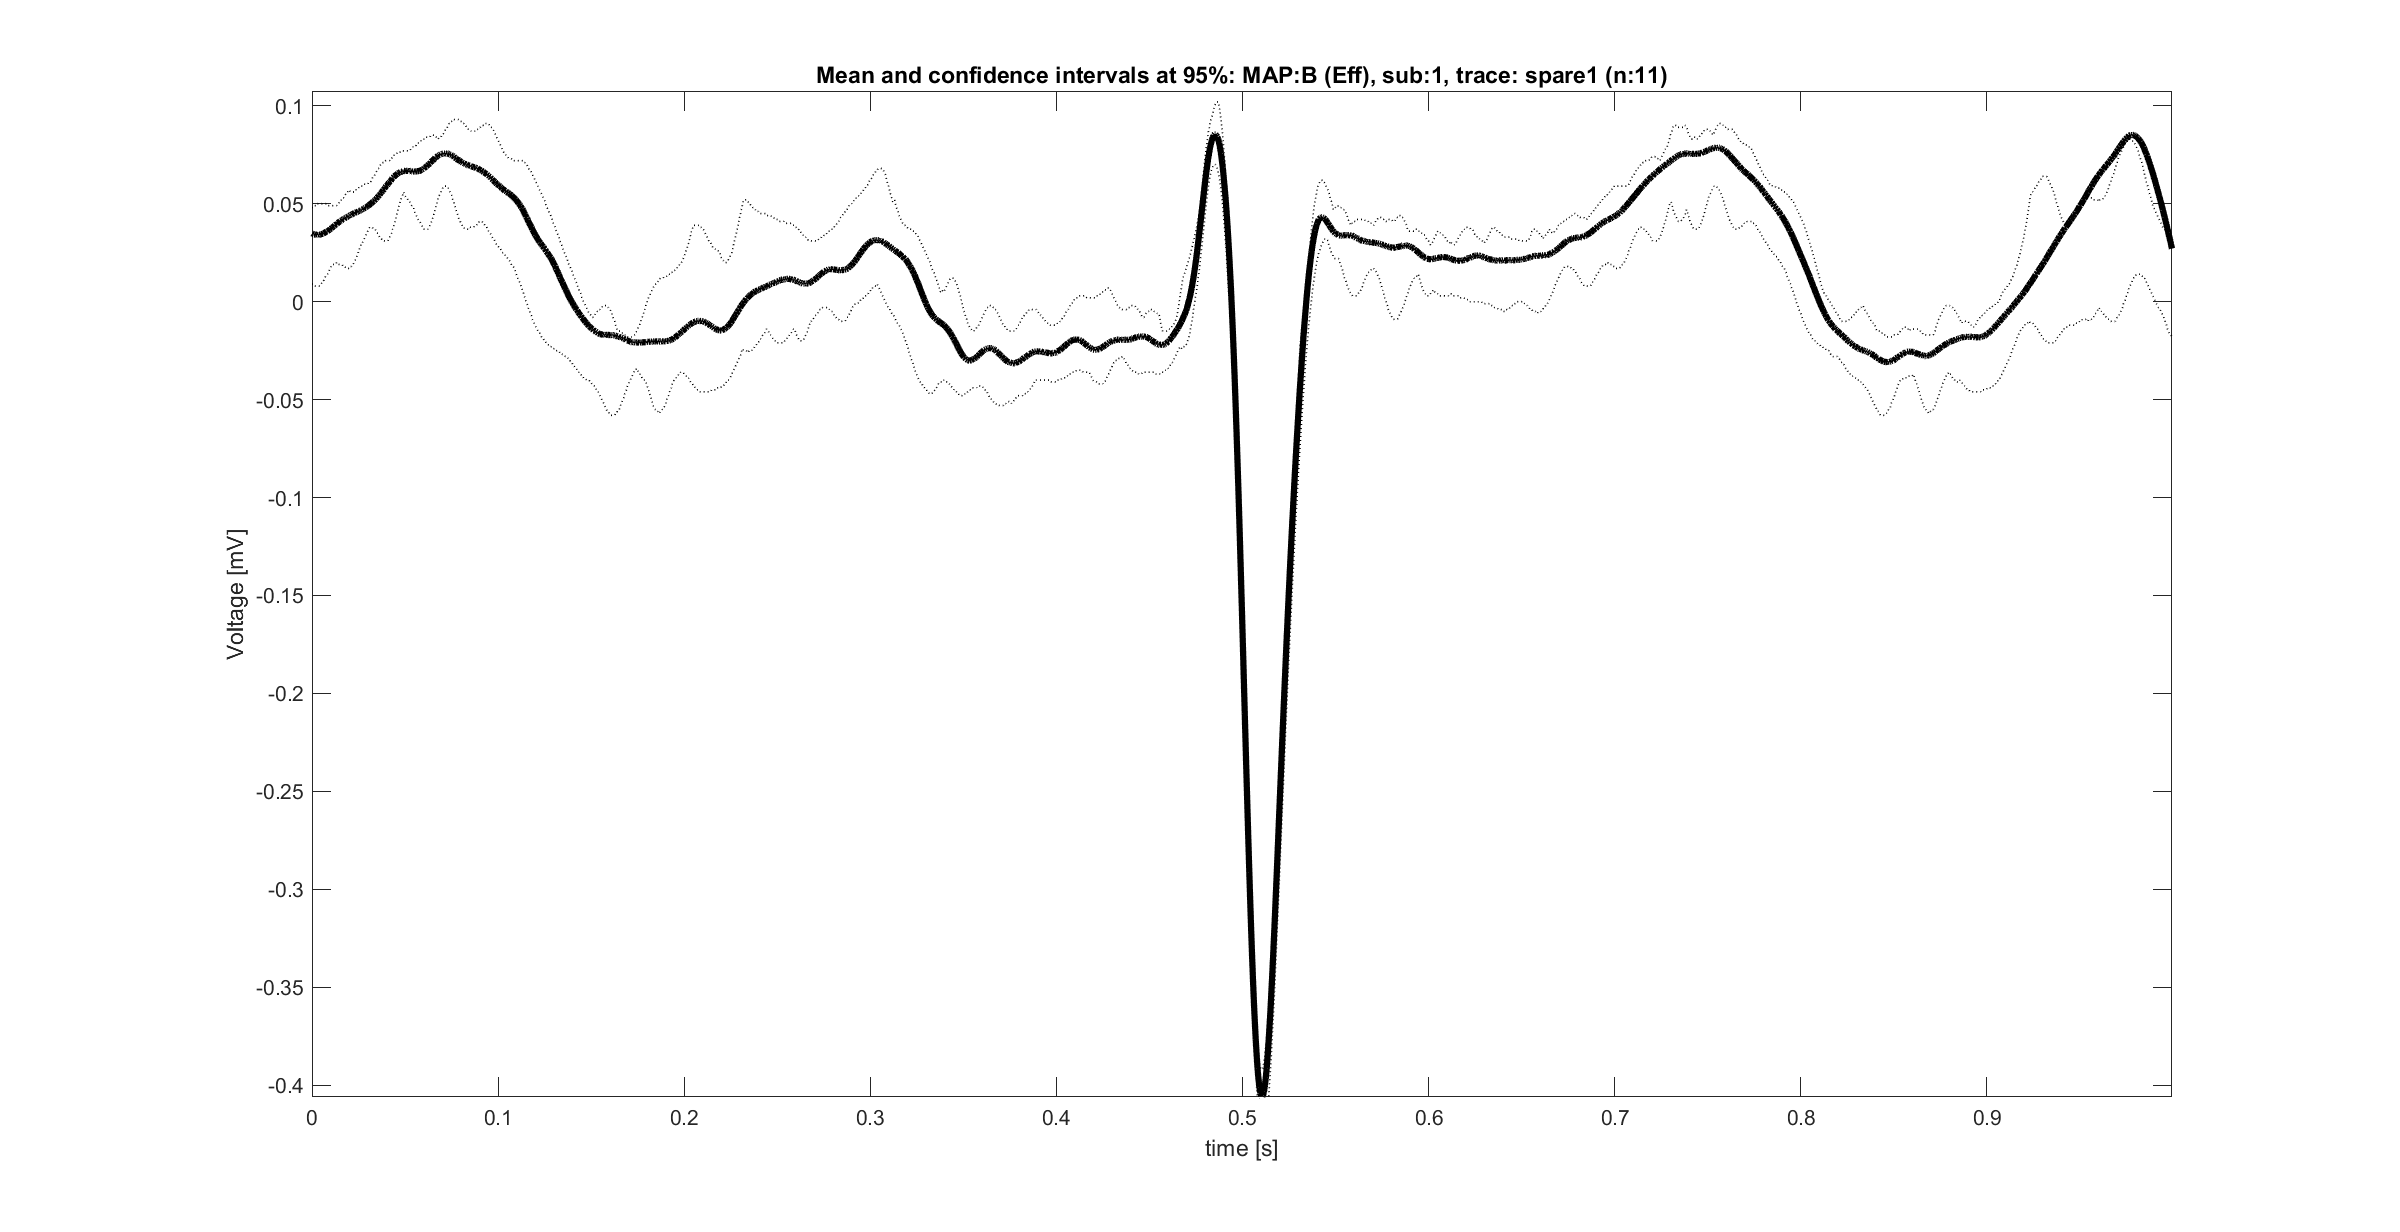 Mean and confidence intervals at 95%: MAP:B (Eff), sub:1, trace: spare1 (n:11)
0.1
0.05
0
-0.05
-0.1
-0.15
-0.2
-0.25
-0.3
-0.35
-0.4
Voltage [mV]
0 0.1 0.2 0.3 0.4 0.5 0.6 0.7 0.8 0.9
time [s]